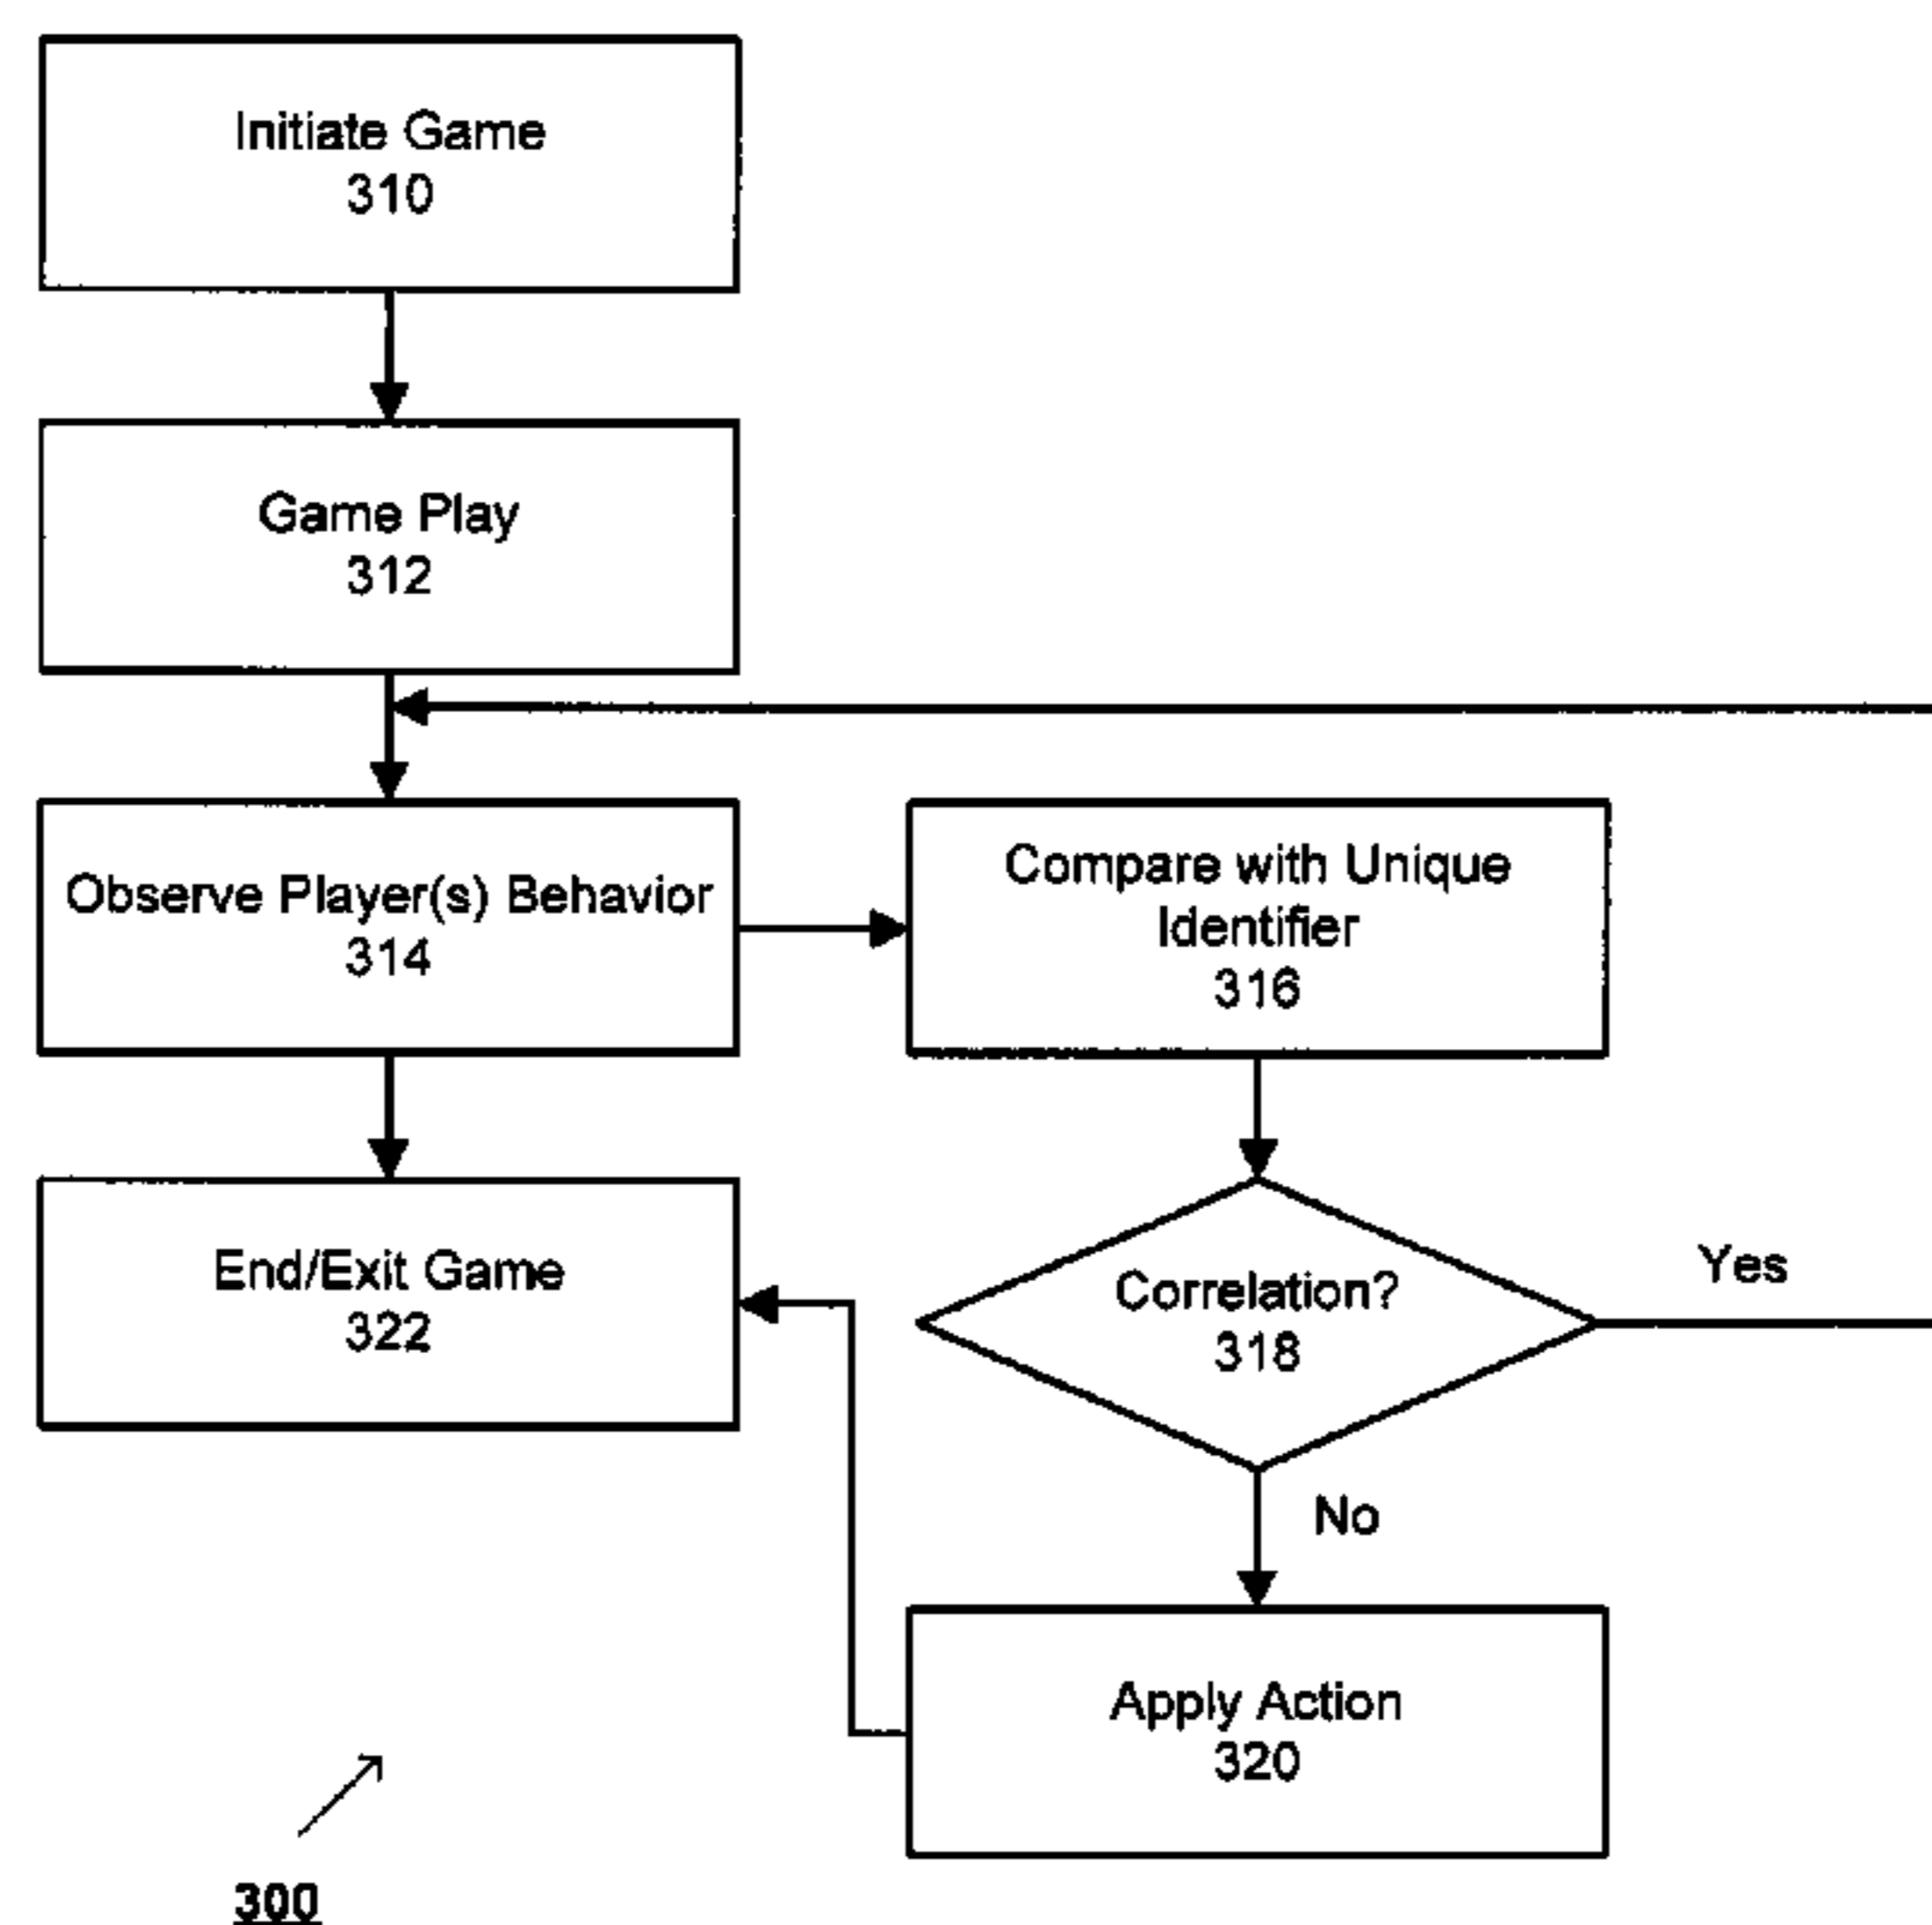 Initiate Game
310
Game Play
312
Observe Player(s) Behavior
314
Compare with Unique
Identifier
316
End/Exit Game
322
Correlation?
318
Yes
No
Apply Action
320
300